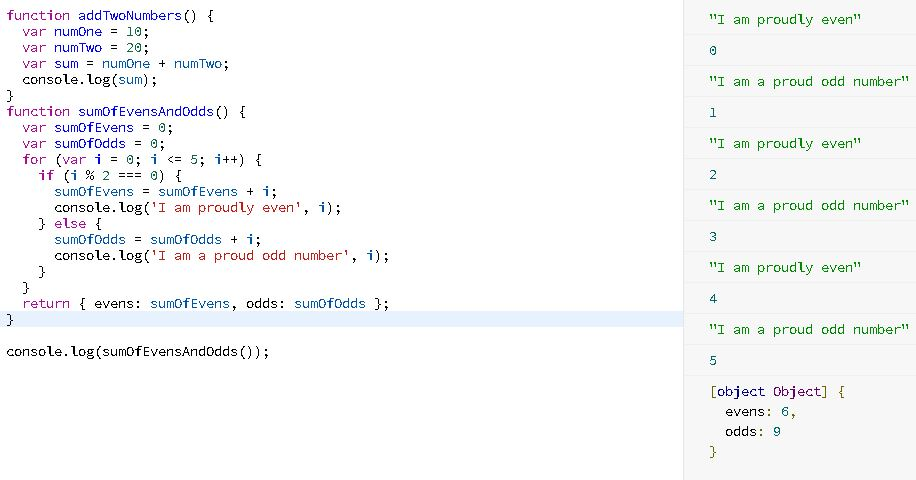 function addTwoNumbers() {
  var numOne = 10;
  var numTwo = 20;
  var sum = numOne + numTwo;
  console.log(sum);
}
function sumOfEvensAndOdds() {
  var sumOfEvens = 0;
  var sumOfOdds = 0;
  for (var i = 0; i <= 5; i++) {
    if (i % 2 === 0) {
      sumOfEvens = sumOfEvens + i;
      console.log('I am proudly even', i);
    } else {
      sumOfOdds = sumOfOdds + i;
      console.log('I am a proud odd number', i);
    }
  }
  return { evens: sumOfEvens, odds: sumOfOdds };
}
console.log(sumOfEvensAndOdds());
"I am proudly even"
0
"I am a proud odd number"
1
"I am proudly even"
2
"I am a proud odd number"
3
"I am proudly even"
4
"I am a proud odd number"
5
[object Object] {
  evens: 6,
  odds: 9
}